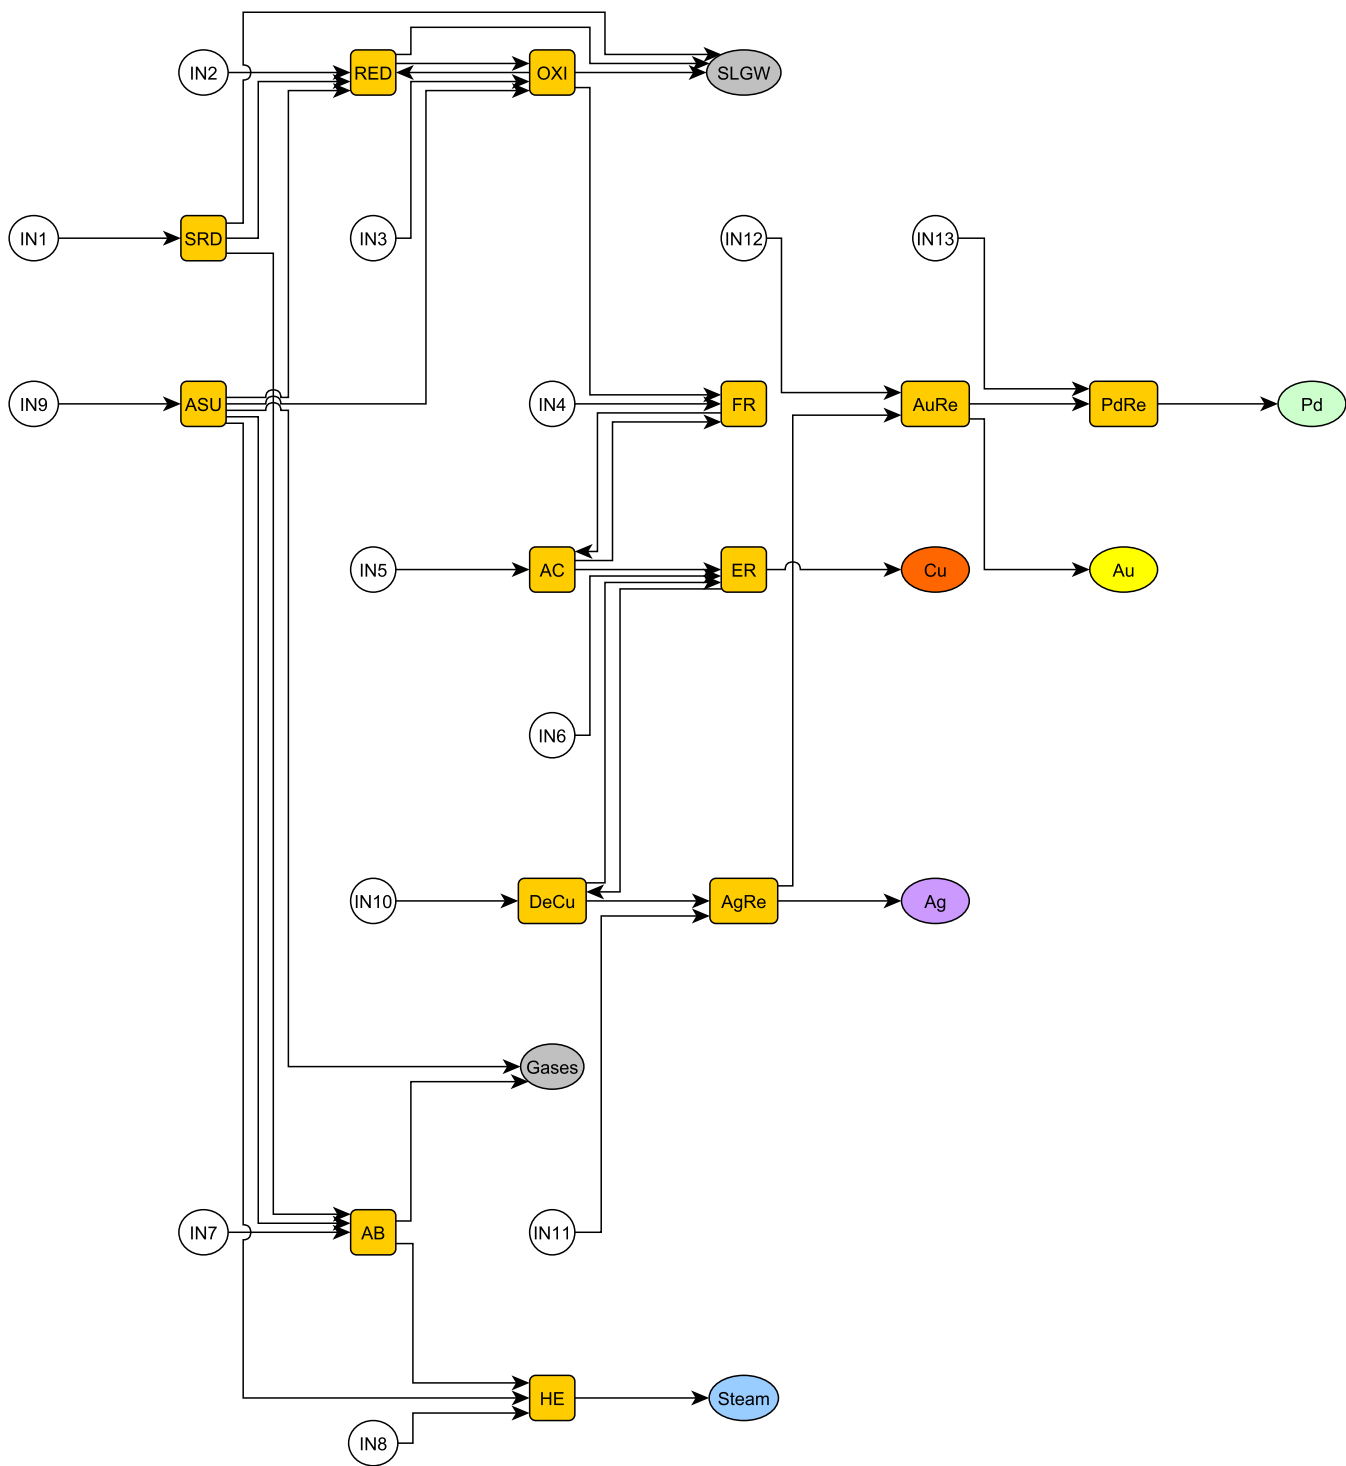 IN2
RED
OXI
SLGW
IN1
SRD
IN3
IN12
IN13
IN9
ASU
IN4
FR
AuRe
PdRe
Pd
IN5
AC
ER
Cu
Au
IN6
IN10
DeCu
AgRe
Ag
Gases
IN7
AB
IN11
HE
Steam
IN8